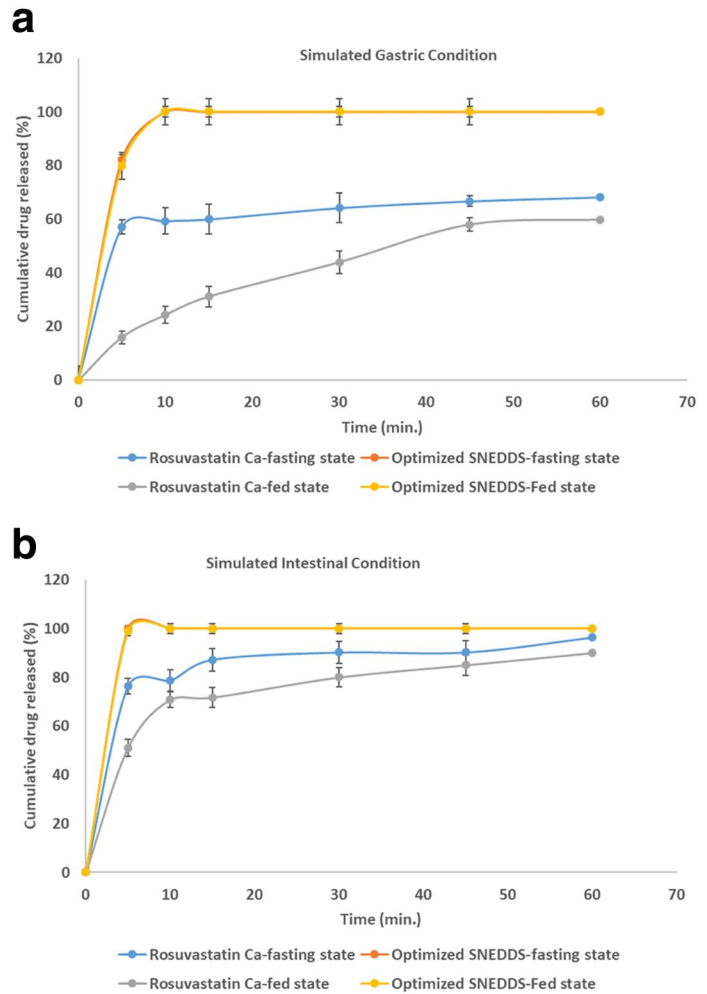 a
Simulated Gastric Condition
120
100
80
60
40
20
0
Cumulative drug released (%)
0 10 20 30 40 50 60 70
Time (min.)
Rosuvastatin Ca-fasting state Optimized SNEDDS-fasting state
Rosuvastatin Ca-fed state Optimized SNEDDS-Fed state
b
Simulated Intestinal Condition
120
100
80
60
40
20
0
Cumulative drug released (%)
0 10 20 30 40 50 60 70
Time (min.)
Rosuvastatin Ca-fasting state Optimized SNEDDS-fasting state
Rosuvastatin Ca-fed state Optimized SNEDDS-Fed state